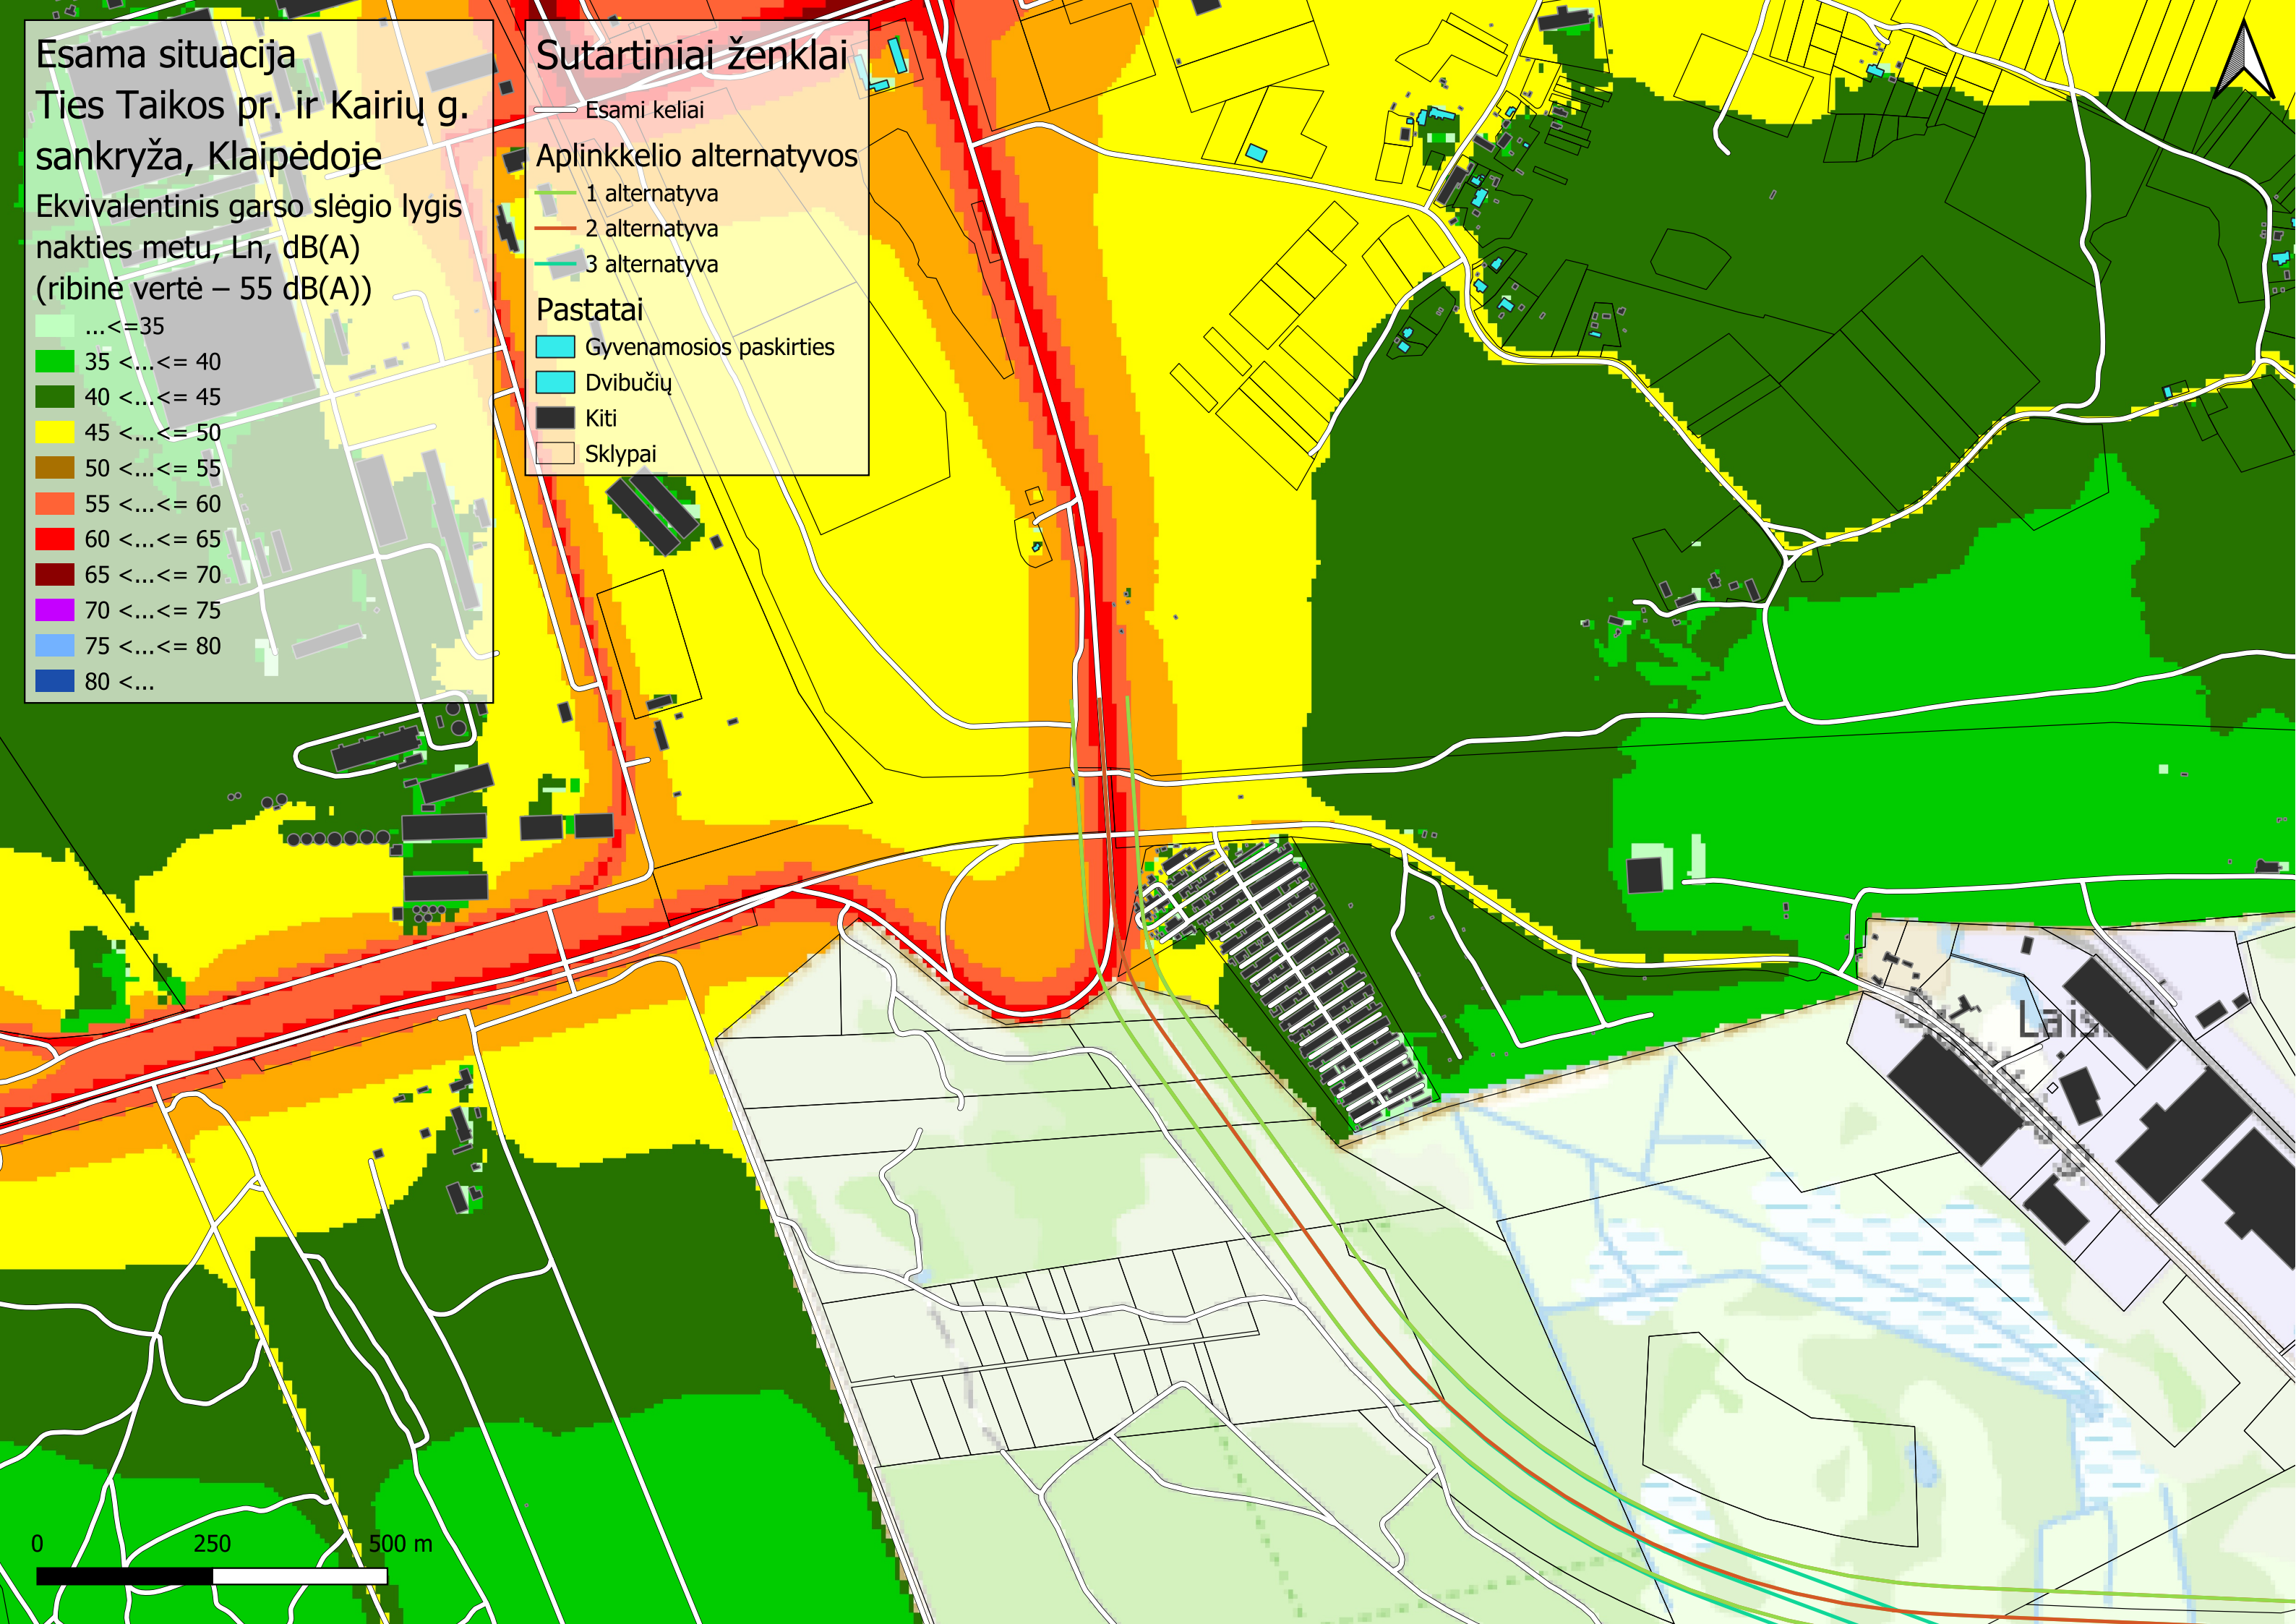 Esama situacija
Ties Taikos pr. ir Kairių g.
sankryža, Klaipėdoje
Ekvivalentinis garso slėgio lygis
nakties metu, Ln, dB(A)
(ribinė vertė – 55 dB(A))
...<=35
35 <...<= 40
40 <...<= 45
45 <...<= 50
50 <...<= 55
55 <...<= 60
60 <...<= 65
65 <...<= 70
70 <...<= 75
75 <...<= 80
80 <...
Sutartiniai ženklai
Esami keliai
Aplinkkelio alternatyvos
1 alternatyva
2 alternatyva
3 alternatyva
Pastatai
Gyvenamosios paskirties
Dvibučių
Kiti
Sklypai
0 250 500 m